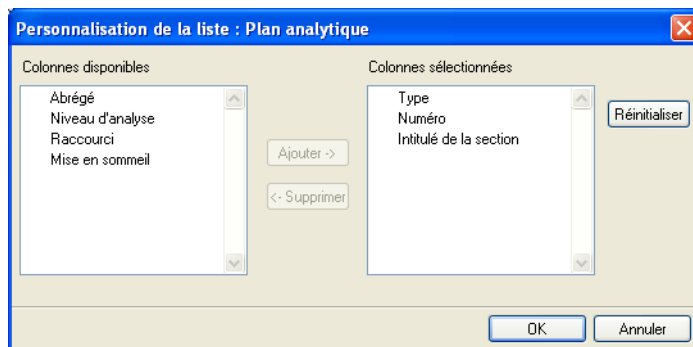 Personnalisation de la liste : Plan analytique
Colonnes disponibles
Abrégé
Niveau d'analyse
Raccourci
Mise en sommeil
Ajouter ->
<- Supprimer
Colonnes sélectionnées
Type
Numéro
Intitulé de la section
Réinitialiser
OK
Annuler